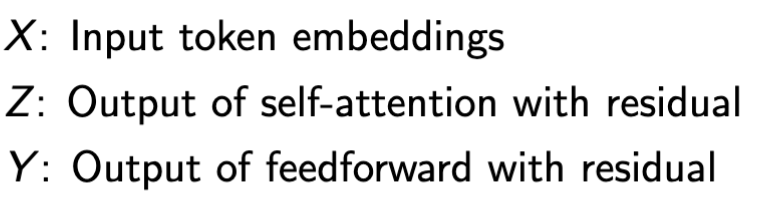 X: Input token embeddings
Z: Output of self-attention with residual
Y: Output of feedforward with residual